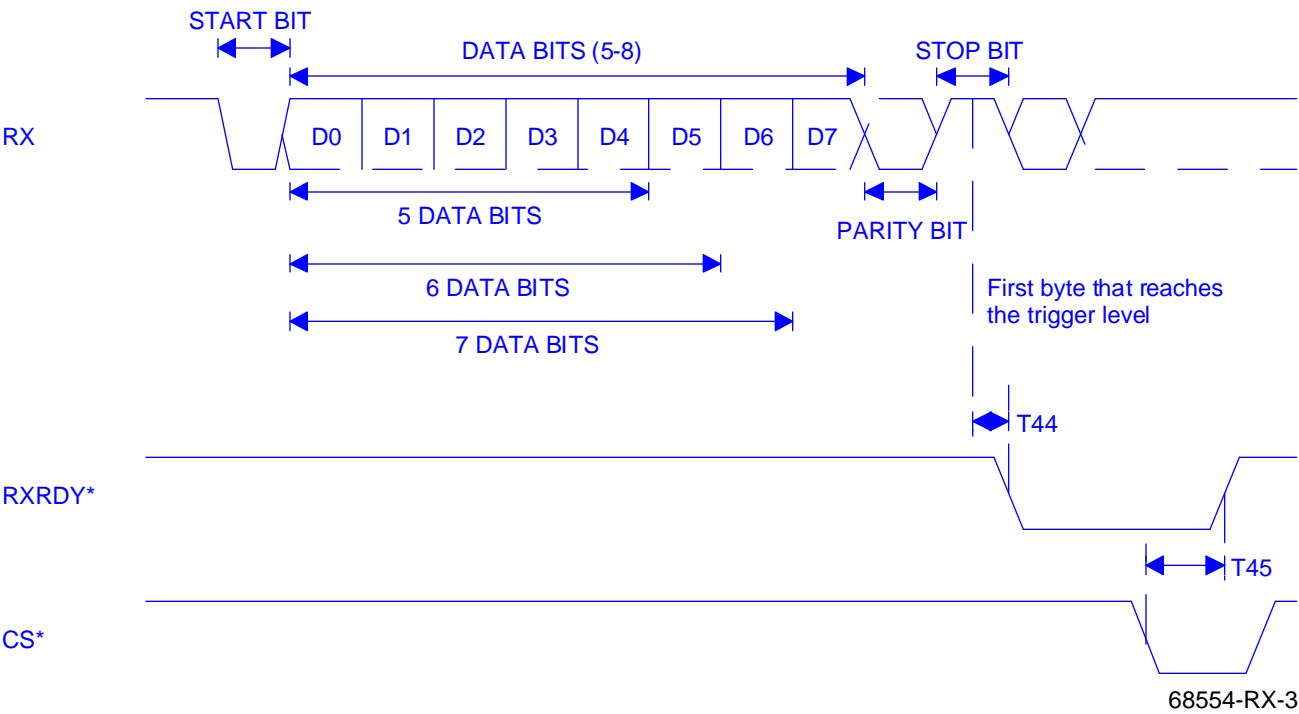 START BIT
DATA BITS (5-8)
STOP BIT
RX
D0 D1 D2 D3 D4 D5 D6 D7
5 DATA BITS
PARITY BIT
6 DATA BITS
First byte that reaches
the trigger level
7 DATA BITS
T44
RXRDY*
T45
CS*
68554-RX-3